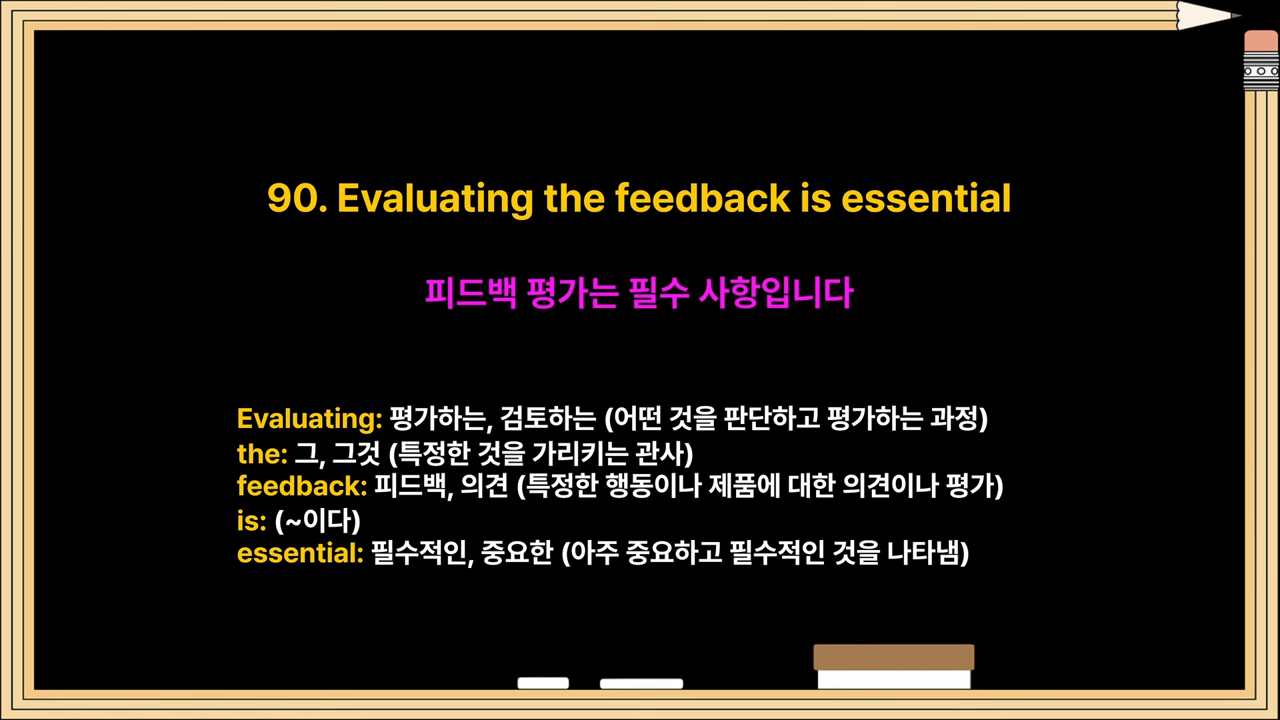 90. Evaluating the feedback is essential
피드백 평가는 필수 사항입니다
Evaluating: 평가하는, 검토하는 (어떤 것을 판단하고 평가하는 과정)
the: 그, 그것 (특정한 것을 가리키는 관사)
feedback: 피드백, 의견 (특정한 행동이나 제품에 대한 의견이나 평가)
is: (~이다)
essential: 필수적인, 중요한 (아주 중요하고 필수적인 것을 나타냄)